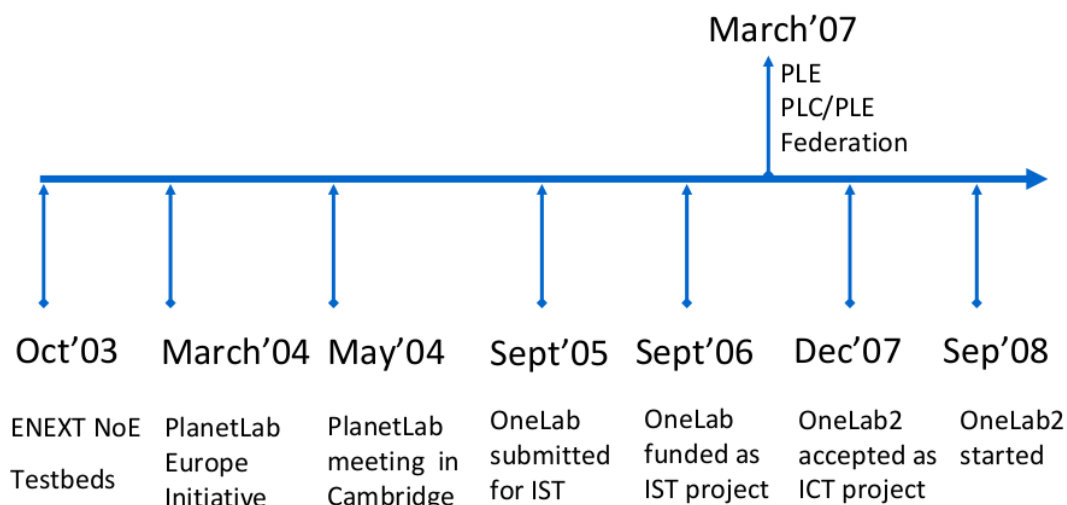 March'07
PLE
PLC/PLE
Federation
Oct'03
ENEXT NoE
Testbeds
March'04
PlanetLab
Europe
Initiative
May'04
PlanetLab
meeting in
Cambridge
Sept'05
OneLab
submitted
for IST
Sept'06
OneLab
funded as
IST project
Dec'07
OneLab2
accepted as
ICT project
Sep'08
OneLab2
started